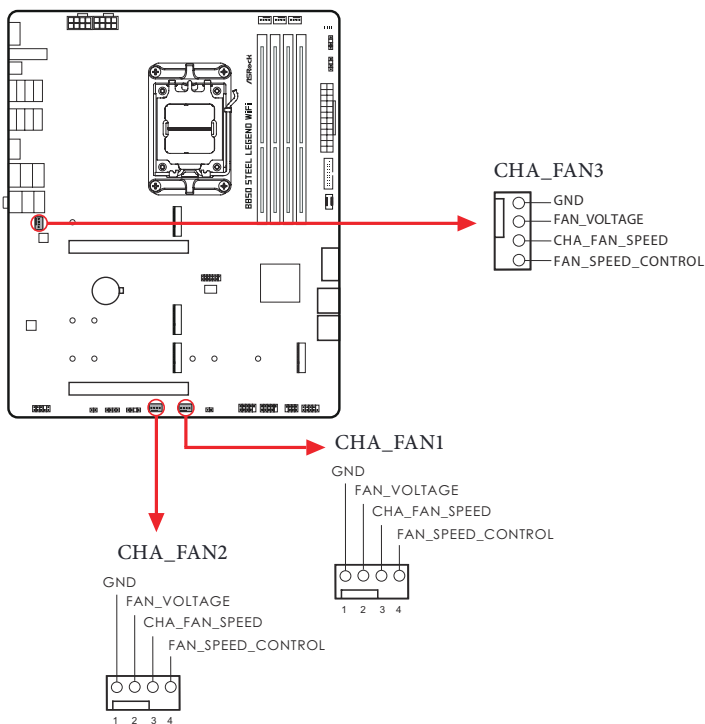 ASRock
B850 STEEL LEGEND WiFi
CHA_FAN3
GND
FAN_VOLTAGE
CHA_FAN_SPEED
FAN_SPEED_CONTROL
CHA_FAN1
GND
FAN_VOLTAGE
CHA_FAN_SPEED
FAN_SPEED_CONTROL
1 2 3 4
CHA_FAN2
GND
FAN_VOLTAGE
CHA_FAN_SPEED
FAN_SPEED_CONTROL
1 2 3 4